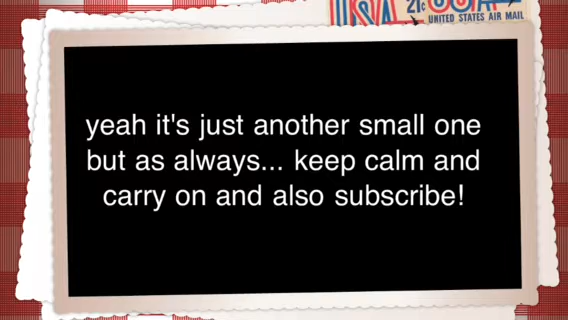 21c USA
UNITED STATES AIR MAIL
yeah it's just another small one
but as always... keep calm and
carry on and also subscribe!